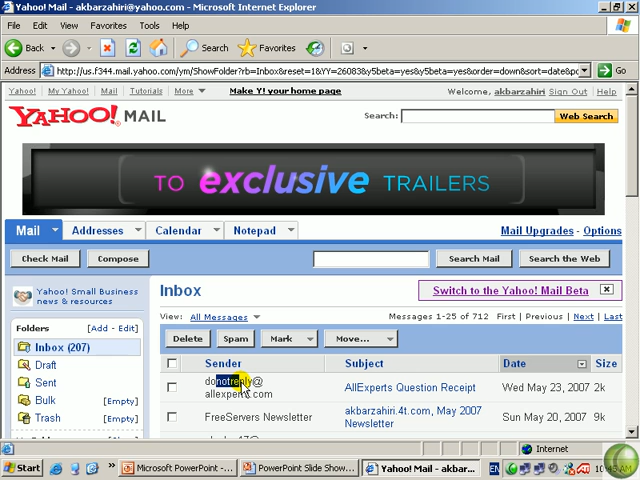 Yahoo! Mail - akbarzahiri@yahoo.com - Microsoft Internet Explorer
File Edit View Favorites Tools Help
Back Search Favorites
Address http://us.f344.mail.yahoo.com/ym/ShowFolder?rb=Inbox&reset=1&YY=26083&y5beta=yes&y5beta=yes&order=down&sort=date&p Go
Yahoo! My Yahoo! Mail Tutorials More Make Y! your home page Welcome, akbarzahiri Sign Out Help
YAHOO! MAIL Search: Web Search
TO exclusive TRAILERS
Mail Addresses Calendar Notepad Mail Upgrades - Options
Check Mail Compose Search Mail Search the Web
Yahoo! Small Business
news & resources
Folders [Add - Edit]
Inbox (207)
Draft
Sent
Bulk [Empty]
Trash [Empty]
Inbox Switch to the Yahoo! Mail Beta
View: All Messages Messages 1-25 of 712 First | Previous | Next | Last
Delete Spam Mark Move...
Sender Subject Date Size
donotreply@
allexperts.com AllExperts Question Receipt Wed May 23, 2007 2k
FreeServers Newsletter akbarzahiri.4t.com, May 2007
Newsletter Sun May 20, 2007 9k
Internet
Start Microsoft PowerPoint - ... PowerPoint Slide Show... Yahoo! Mail - akbar... EN